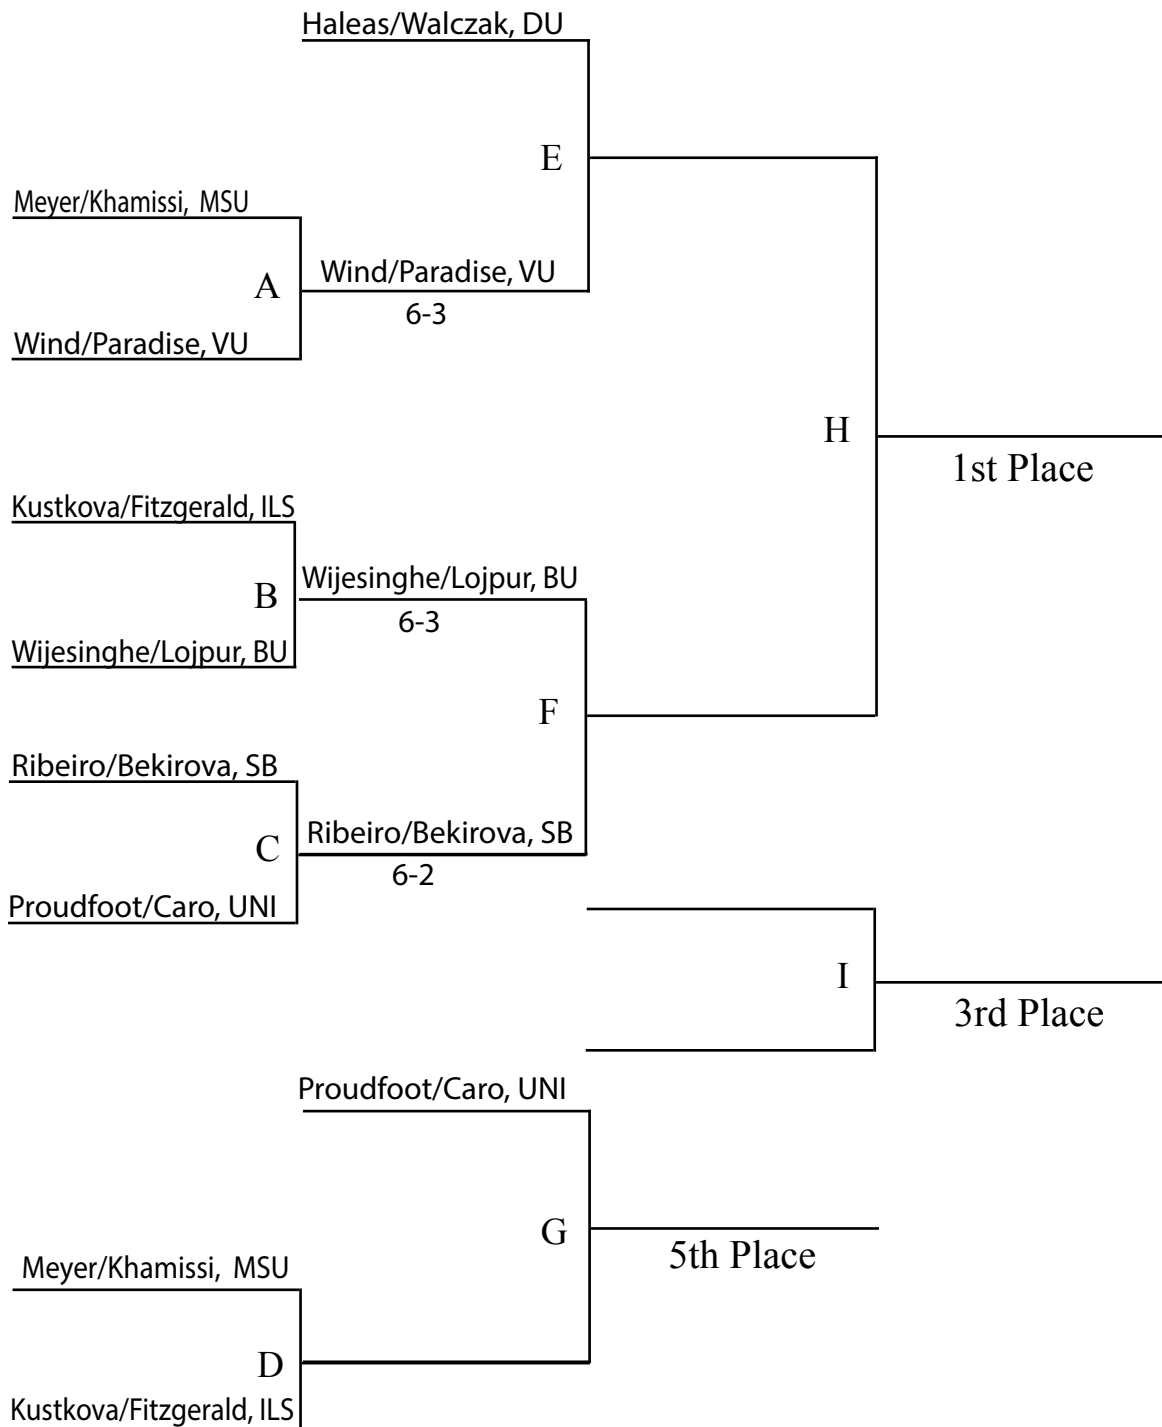 Haleas/Walczak, DU
E
Meyer/Khamissi, MSU
A
Wind/Paradise, VU
6-3
Wind/Paradise, VU
H
1st Place
Kustkova/Fitzgerald, ILS
B
Wijesinghe/Lojpur, BU
6-3
Wijesinghe/Lojpur, BU
F
Ribeiro/Bekirova, SB
C
Ribeiro/Bekirova, SB
6-2
Proudfoot/Caro, UNI
I
3rd Place
Proudfoot/Caro, UNI
G
5th Place
Meyer/Khamissi, MSU
D
Kustkova/Fitzgerald, ILS